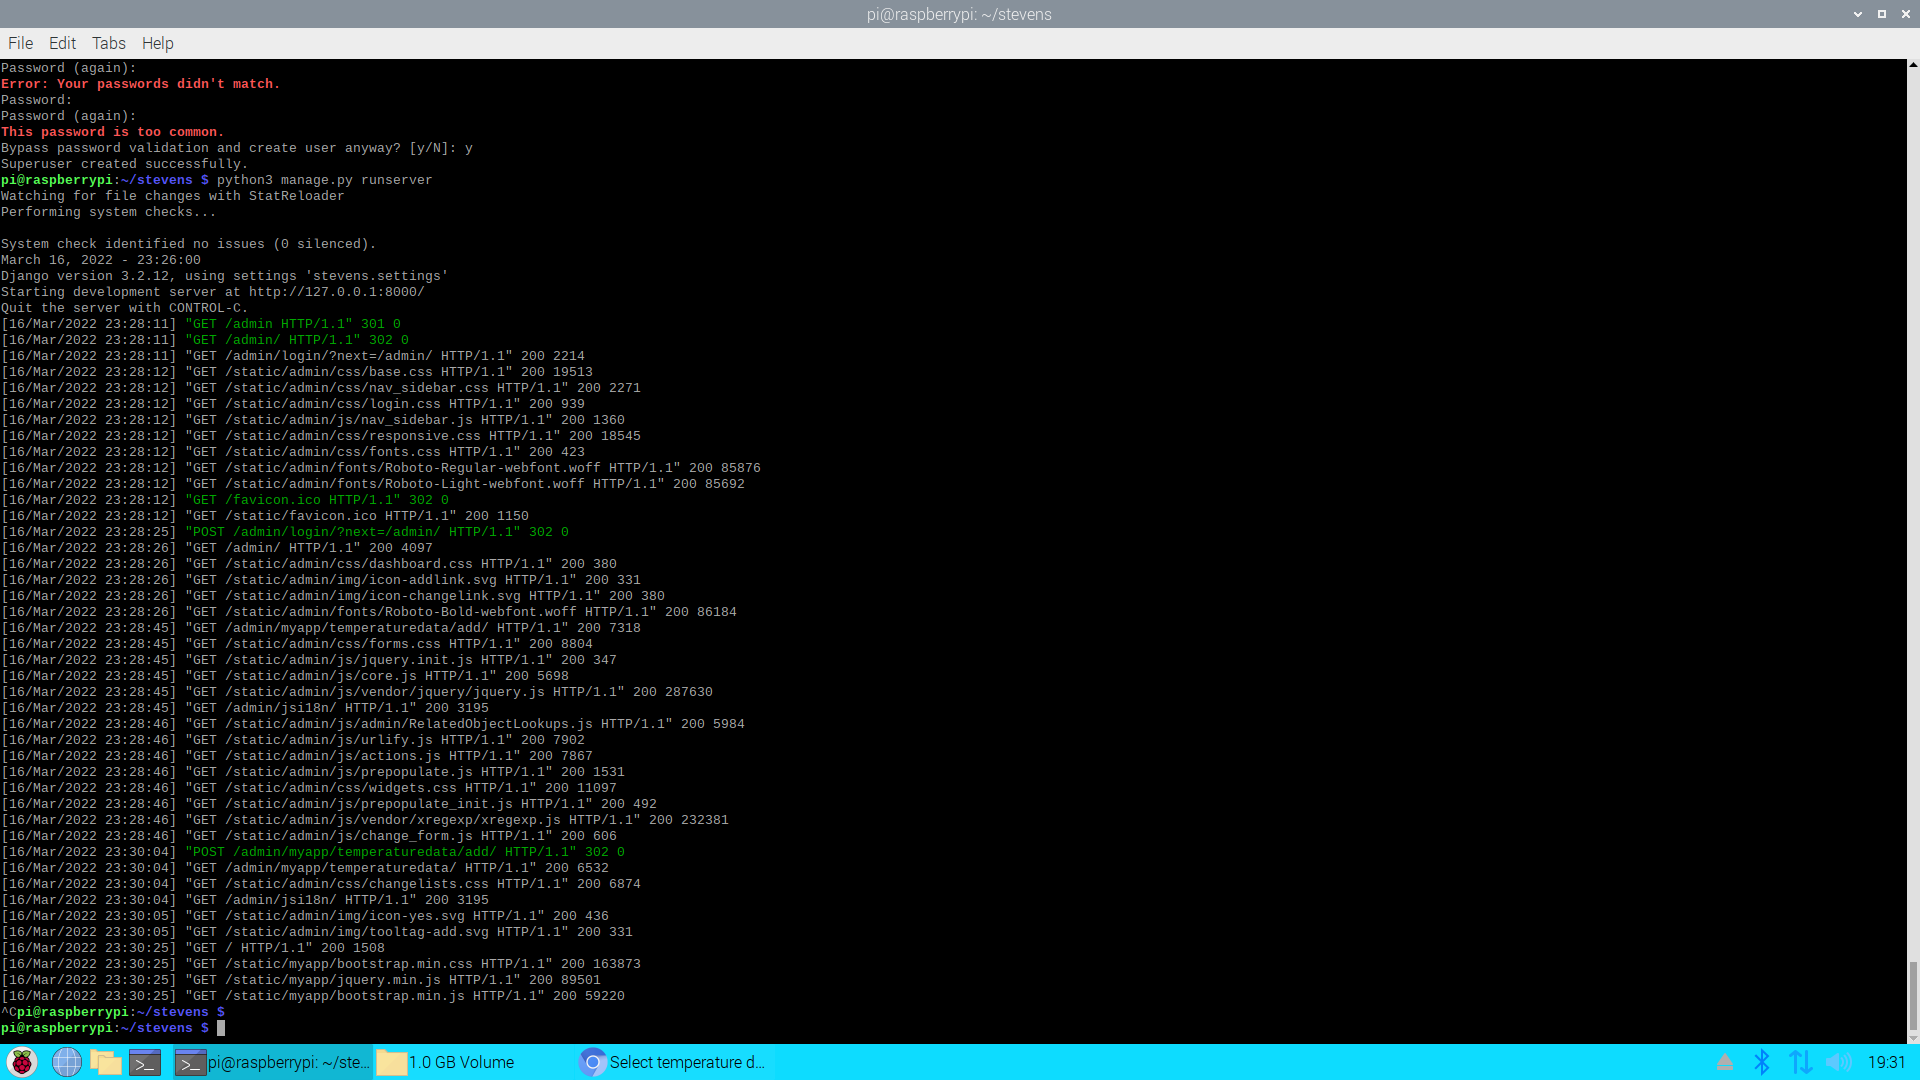 pi@raspberrypi: ~/stevens
File Edit Tabs Help
Password (again):
Error: Your passwords didn't match.
Password:
Password (again):
This password is too common.
Bypass password validation and create user anyway? [y/N]: y
Superuser created successfully.
pi@raspberrypi:~/stevens $ python3 manage.py runserver
Watching for file changes with StatReloader
Performing system checks...
System check identified no issues (0 silenced).
March 16, 2022 - 23:26:00
Django version 3.2.12, using settings 'stevens.settings'
Starting development server at http://127.0.0.1:8000/
Quit the server with CONTROL-C.
[16/Mar/2022 23:28:11] "GET /admin HTTP/1.1" 301 0
[16/Mar/2022 23:28:11] "GET /admin/ HTTP/1.1" 302 0
[16/Mar/2022 23:28:11] "GET /admin/login/?next=/admin/ HTTP/1.1" 200 2214
[16/Mar/2022 23:28:12] "GET /static/admin/css/base.css HTTP/1.1" 200 19513
[16/Mar/2022 23:28:12] "GET /static/admin/css/nav_sidebar.css HTTP/1.1" 200 2271
[16/Mar/2022 23:28:12] "GET /static/admin/css/login.css HTTP/1.1" 200 939
[16/Mar/2022 23:28:12] "GET /static/admin/js/nav_sidebar.js HTTP/1.1" 200 1360
[16/Mar/2022 23:28:12] "GET /static/admin/css/responsive.css HTTP/1.1" 200 18545
[16/Mar/2022 23:28:12] "GET /static/admin/css/fonts.css HTTP/1.1" 200 423
[16/Mar/2022 23:28:12] "GET /static/admin/fonts/Roboto-Regular-webfont.woff HTTP/1.1" 200 85876
[16/Mar/2022 23:28:12] "GET /static/admin/fonts/Roboto-Light-webfont.woff HTTP/1.1" 200 85692
[16/Mar/2022 23:28:12] "GET /favicon.ico HTTP/1.1" 302 0
[16/Mar/2022 23:28:12] "GET /static/favicon.ico HTTP/1.1" 200 1150
[16/Mar/2022 23:28:25] "POST /admin/login/?next=/admin/ HTTP/1.1" 302 0
[16/Mar/2022 23:28:26] "GET /admin/ HTTP/1.1" 200 4097
[16/Mar/2022 23:28:26] "GET /static/admin/css/dashboard.css HTTP/1.1" 200 380
[16/Mar/2022 23:28:26] "GET /static/admin/img/icon-addlink.svg HTTP/1.1" 200 331
[16/Mar/2022 23:28:26] "GET /static/admin/img/icon-changelink.svg HTTP/1.1" 200 380
[16/Mar/2022 23:28:26] "GET /static/admin/fonts/Roboto-Bold-webfont.woff HTTP/1.1" 200 86184
[16/Mar/2022 23:28:45] "GET /admin/myapp/temperaturedata/add/ HTTP/1.1" 200 7318
[16/Mar/2022 23:28:45] "GET /static/admin/css/forms.css HTTP/1.1" 200 8804
[16/Mar/2022 23:28:45] "GET /static/admin/js/jquery.init.js HTTP/1.1" 200 347
[16/Mar/2022 23:28:45] "GET /static/admin/js/core.js HTTP/1.1" 200 5698
[16/Mar/2022 23:28:45] "GET /static/admin/js/vendor/jquery/jquery.js HTTP/1.1" 200 287630
[16/Mar/2022 23:28:45] "GET /admin/jsi18n/ HTTP/1.1" 200 3195
[16/Mar/2022 23:28:46] "GET /static/admin/js/admin/RelatedObjectLookups.js HTTP/1.1" 200 5984
[16/Mar/2022 23:28:46] "GET /static/admin/js/urlify.js HTTP/1.1" 200 7902
[16/Mar/2022 23:28:46] "GET /static/admin/js/actions.js HTTP/1.1" 200 7867
[16/Mar/2022 23:28:46] "GET /static/admin/js/prepopulate.js HTTP/1.1" 200 1531
[16/Mar/2022 23:28:46] "GET /static/admin/css/widgets.css HTTP/1.1" 200 11097
[16/Mar/2022 23:28:46] "GET /static/admin/js/prepopulate_init.js HTTP/1.1" 200 492
[16/Mar/2022 23:28:46] "GET /static/admin/js/vendor/xregexp/xregexp.js HTTP/1.1" 200 232381
[16/Mar/2022 23:28:46] "GET /static/admin/js/change_form.js HTTP/1.1" 200 606
[16/Mar/2022 23:30:04] "POST /admin/myapp/temperaturedata/add/ HTTP/1.1" 302 0
[16/Mar/2022 23:30:04] "GET /admin/myapp/temperaturedata/ HTTP/1.1" 200 6532
[16/Mar/2022 23:30:04] "GET /static/admin/css/changelists.css HTTP/1.1" 200 6874
[16/Mar/2022 23:30:04] "GET /admin/jsi18n/ HTTP/1.1" 200 3195
[16/Mar/2022 23:30:05] "GET /static/admin/img/icon-yes.svg HTTP/1.1" 200 436
[16/Mar/2022 23:30:05] "GET /static/admin/img/tooltag-add.svg HTTP/1.1" 200 331
[16/Mar/2022 23:30:25] "GET / HTTP/1.1" 200 1508
[16/Mar/2022 23:30:25] "GET /static/myapp/bootstrap.min.css HTTP/1.1" 200 163873
[16/Mar/2022 23:30:25] "GET /static/myapp/jquery.min.js HTTP/1.1" 200 89501
[16/Mar/2022 23:30:25] "GET /static/myapp/bootstrap.min.js HTTP/1.1" 200 59220
^Cpi@raspberrypi:~/stevens $
pi@raspberrypi:~/stevens $
pi@raspberrypi: ~/ste... 1.0 GB Volume Select temperature d... 19:31